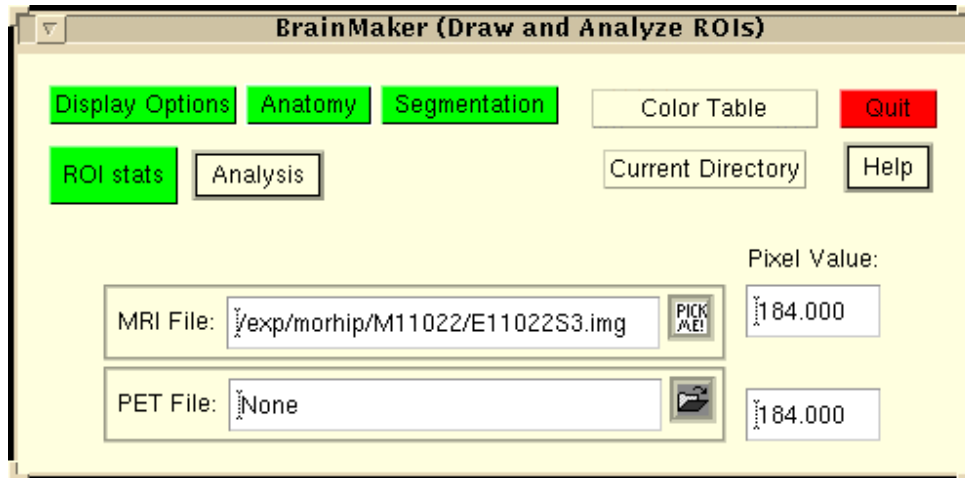 BrainMaker (Draw and Analyze ROIs)
Display Options Anatomy Segmentation Color Table Quit
ROI stats Analysis Current Directory Help
Pixel Value:
MRI File: /exp/morhip/M11022/E11022S3.img PICK ME! 184.000
PET File: None 184.000